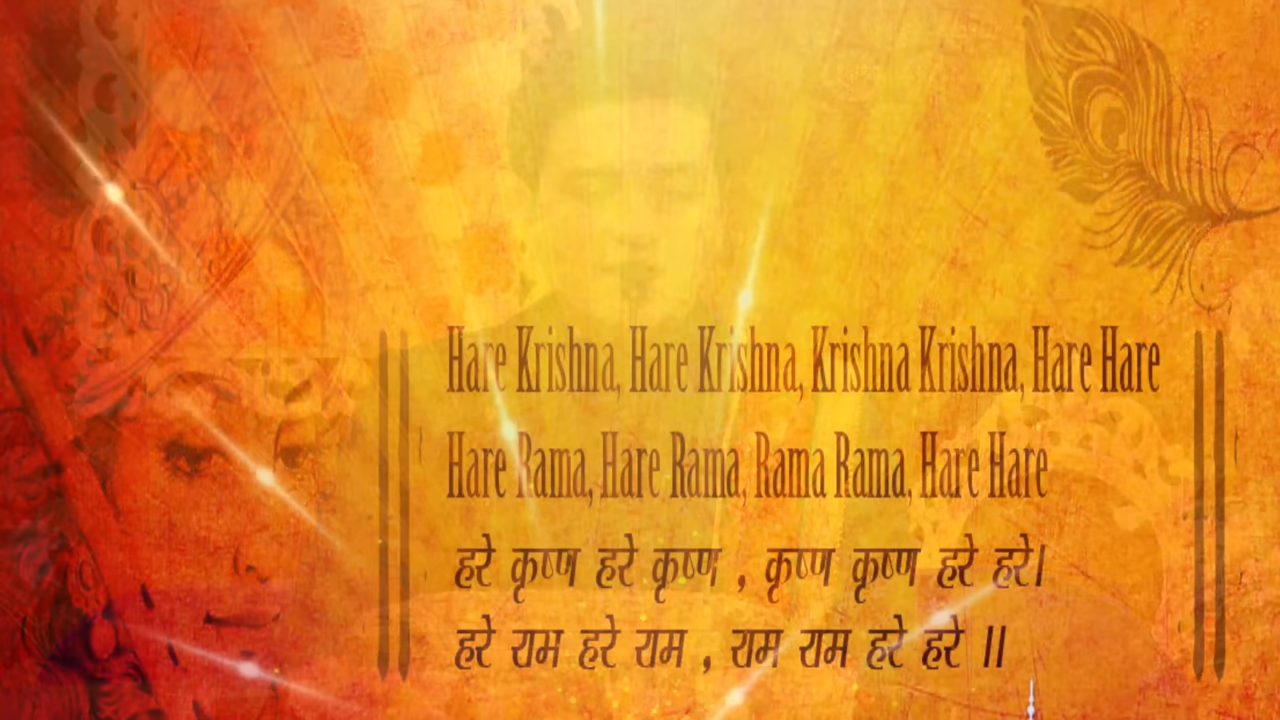 Hare Krishna, Hare Krishna, Krishna Krishna, Hare Hare
Hare Rama, Hare Rama, Rama Rama, Hare Hare
हरे कृष्ण हरे कृष्ण , कृष्ण कृष्ण हरे हरे।
हरे राम हरे राम , राम राम हरे हरे ।।